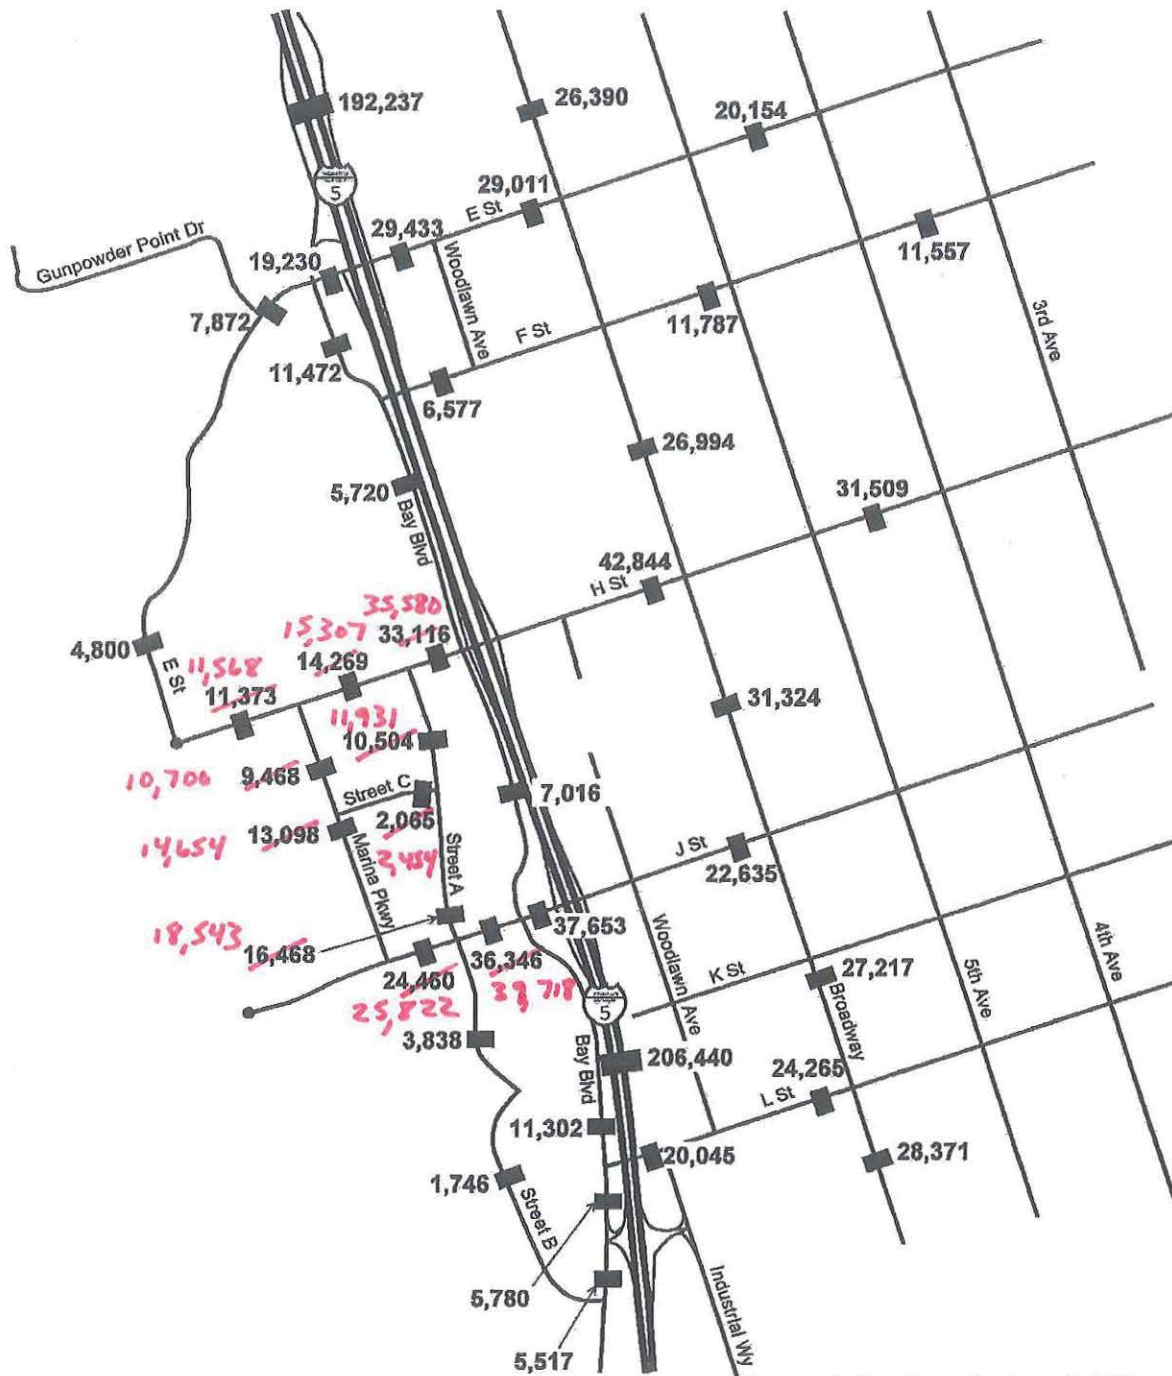 192,237
26,390
20,154
5
29,011
E St
29,433
Gunpowder Point Dr
19,230
Woodlawn Ave
11,557
7,872
11,787
3rd Ave
F St
11,472
6,577
26,994
5,720
31,509
Bay Blvd
42,844
H St
35,580
15,307
33,116
4,800
11,568
14,269
E St
11,373
31,324
11,931
10,504
10,706
9,468
Street C
7,016
2,065
14,654
13,098
J St
22,635
2,454
Street A
Marina Pkwy
37,653
18,543
16,468
36,346
Woodlawn Ave
4th Ave
24,460
39,718
K St
27,217
5th Ave
25,822
5
Broadway
3,838
Bay Blvd
206,440
24,265
L St
11,302
20,045
28,371
1,746
Street B
5,780
Industrial Wy
5,517